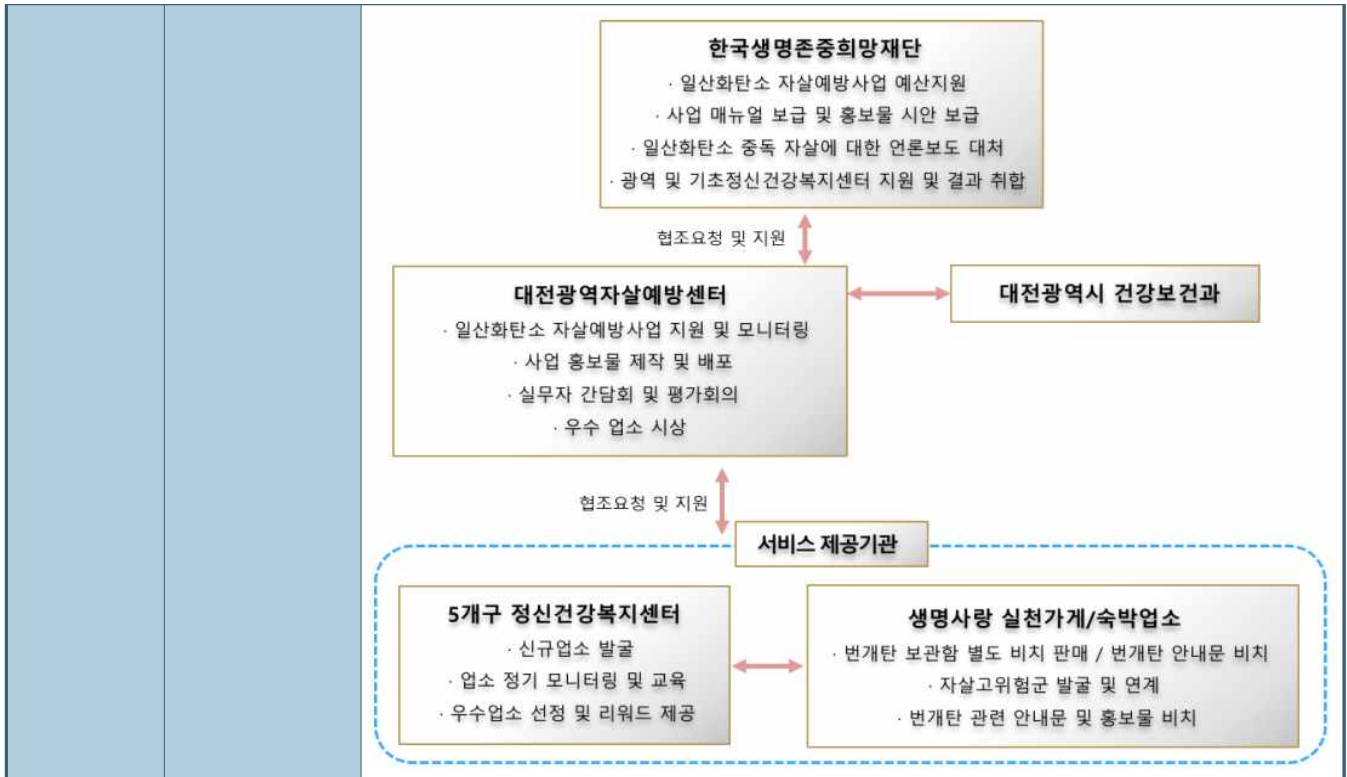 한국생명존중희망재단
· 일산화탄소 자살예방사업 예산지원
· 사업 매뉴얼 보급 및 홍보물 시안 보급
· 일산화탄소 중독 자살에 대한 언론보도 대처
· 광역 및 기초정신건강복지센터 지원 및 결과 취합
협조요청 및 지원
대전광역자살예방센터
· 일산화탄소 자살예방사업 지원 및 모니터링
· 사업 홍보물 제작 및 배포
· 실무자 간담회 및 평가회의
· 우수 업소 시상
대전광역시 건강보건과
협조요청 및 지원
서비스 제공기관
5개구 정신건강복지센터
· 신규업소 발굴
· 업소 정기 모니터링 및 교육
· 우수업소 선정 및 리워드 제공
생명사랑 실천가게/숙박업소
· 번개탄 보관함 별도 비치 판매 / 번개탄 안내문 비치
· 자살고위험군 발굴 및 연계
· 번개탄 관련 안내문 및 홍보물 비치